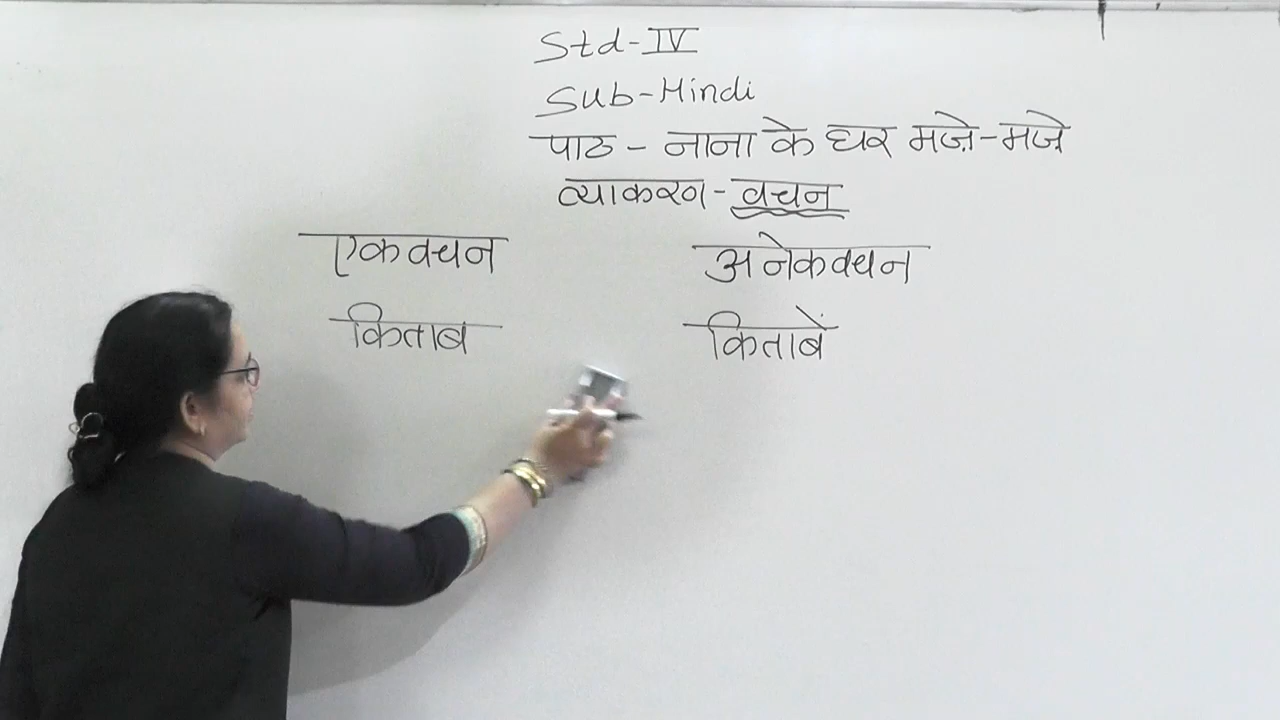 Std-IV
Sub-Hindi
पाठ - नाना के घर मज़े-मज़े
व्याकरण - वचन
एकवचन अनेकवचन
किताब किताबें